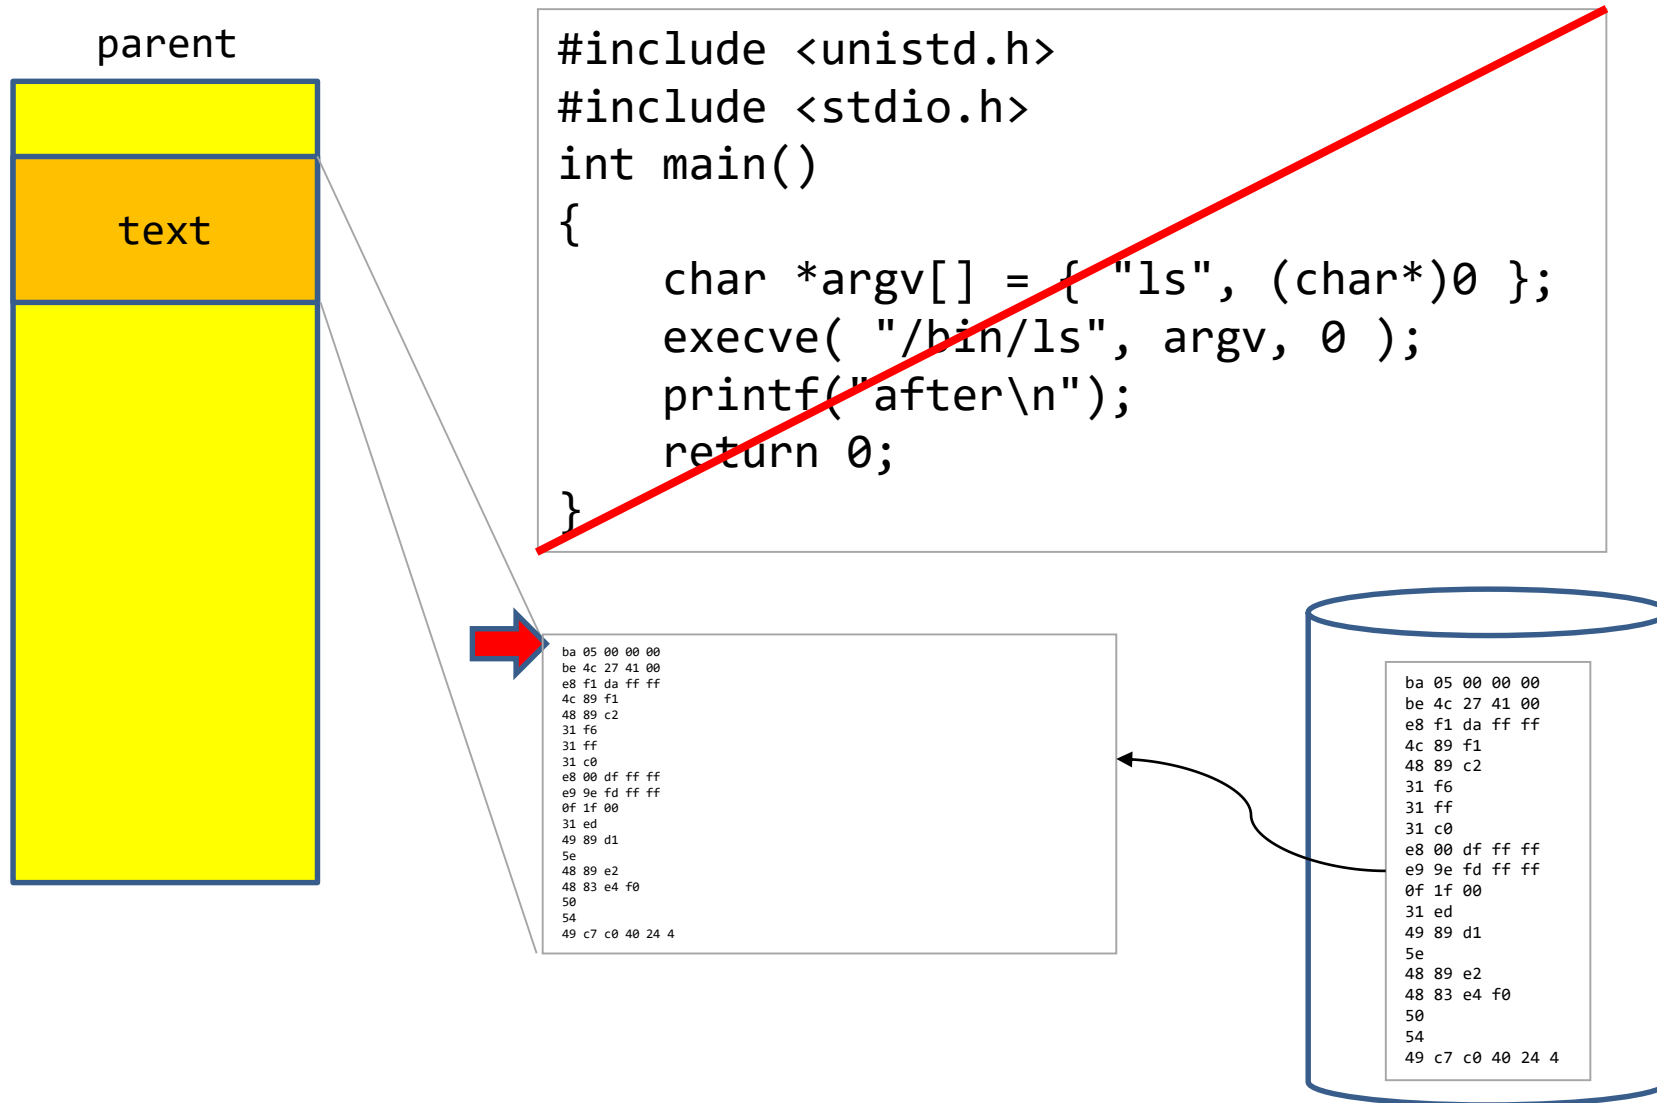 parent
text
#include <unistd.h>
#include <stdio.h>
int main()
{
    char *argv[] = { "ls", (char*)0 };
    execve( "/bin/ls", argv, 0 );
    printf("after\n");
    return 0;
}
ba 05 00 00 00
be 4c 27 41 00
e8 f1 da ff ff
4c 89 f1
48 89 c2
31 f6
31 ff
31 c0
e8 00 df ff ff
e9 9e fd ff ff
0f 1f 00
31 ed
49 89 d1
5e
48 89 e2
48 83 e4 f0
50
54
49 c7 c0 40 24 4
ba 05 00 00 00
be 4c 27 41 00
e8 f1 da ff ff
4c 89 f1
48 89 c2
31 f6
31 ff
31 c0
e8 00 df ff ff
e9 9e fd ff ff
0f 1f 00
31 ed
49 89 d1
5e
48 89 e2
48 83 e4 f0
50
54
49 c7 c0 40 24 4